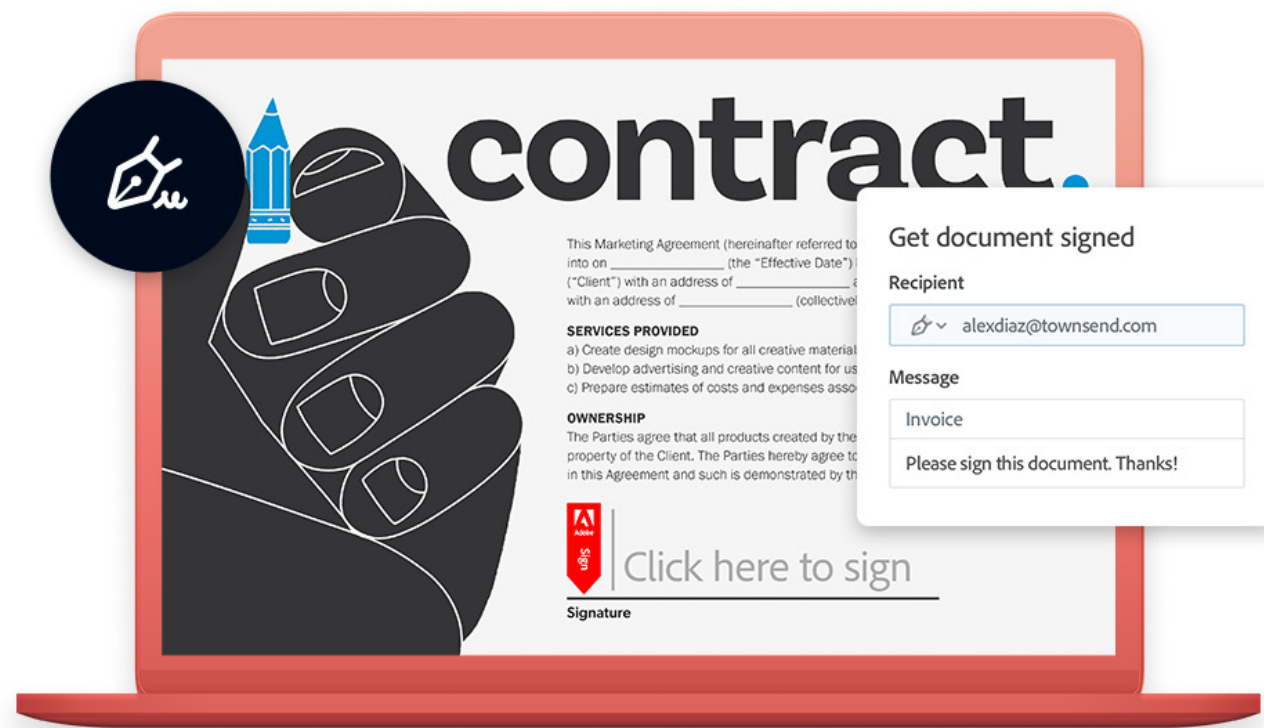 contract.
This Marketing Agreement (hereinafter referred to
into on ________________ (the “Effective Date”)
(“Client”) with an address of ________________
with an address of ________________ (collectivel
SERVICES PROVIDED
a) Create design mockups for all creative material
b) Develop advertising and creative content for us
c) Prepare estimates of costs and expenses asso
OWNERSHIP
The Parties agree that all products created by the
property of the Client. The Parties hereby agree to
in this Agreement and such is demonstrated by th
Adobe
Sign
Click here to sign
Signature
Get document signed
Recipient
alexdiaz@townsend.com
Message
Invoice
Please sign this document. Thanks!